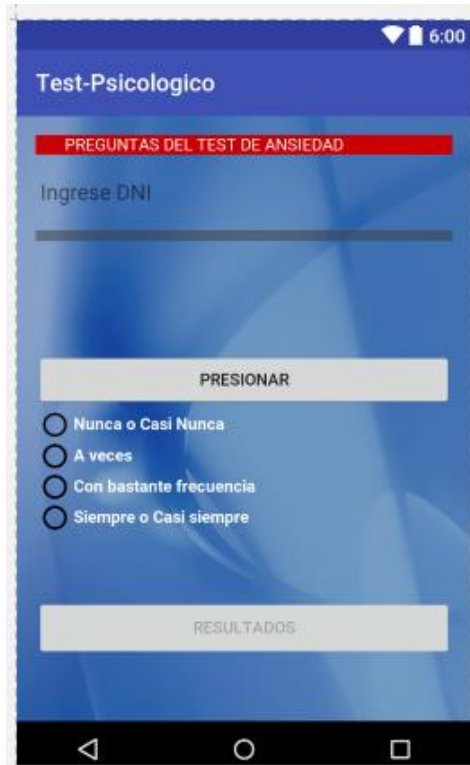 6:00
Test-Psicologico
PREGUNTAS DEL TEST DE ANSIEDAD
Ingrese DNI
PRESIONAR
Nunca o Casi Nunca
A veces
Con bastante frecuencia
Siempre o Casi siempre
RESULTADOS